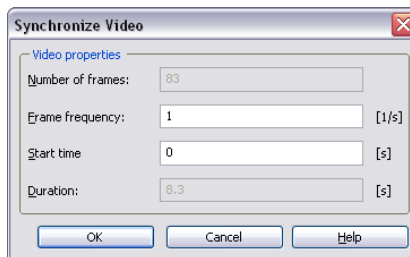 Synchronize Video
Video properties
Number of frames: 83
Frame frequency: 1 [1/s]
Start time 0 [s]
Duration: 8.3 [s]
OK Cancel Help